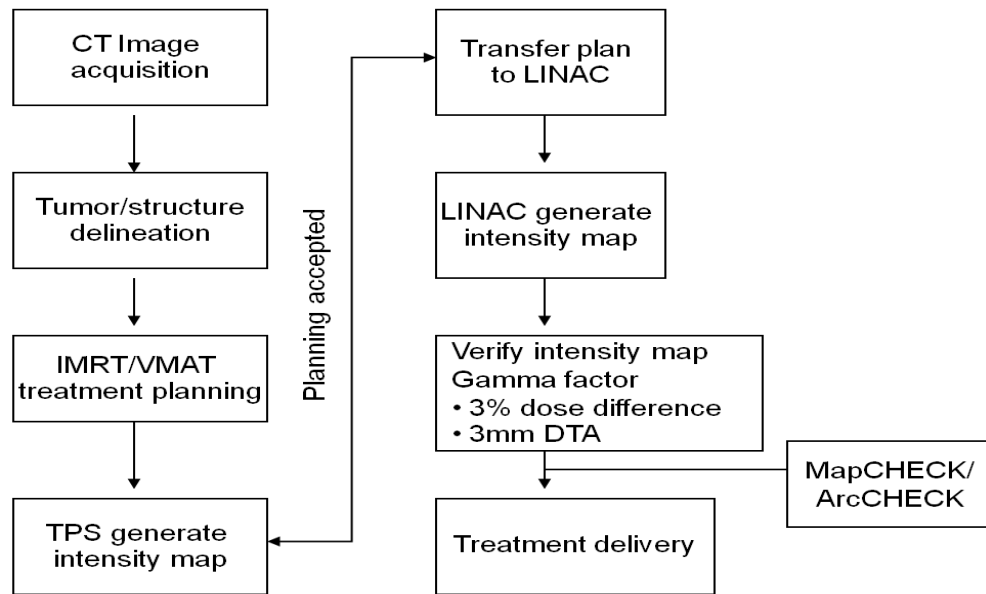 CT Image
acquisition
Tumor/structure
delineation
IMRT/VMAT
treatment planning
TPS generate
intensity map
Planning accepted
Transfer plan
to LINAC
LINAC generate
intensity map
Verify intensity map
Gamma factor
• 3% dose difference
• 3mm DTA
MapCHECK/
ArcCHECK
Treatment delivery